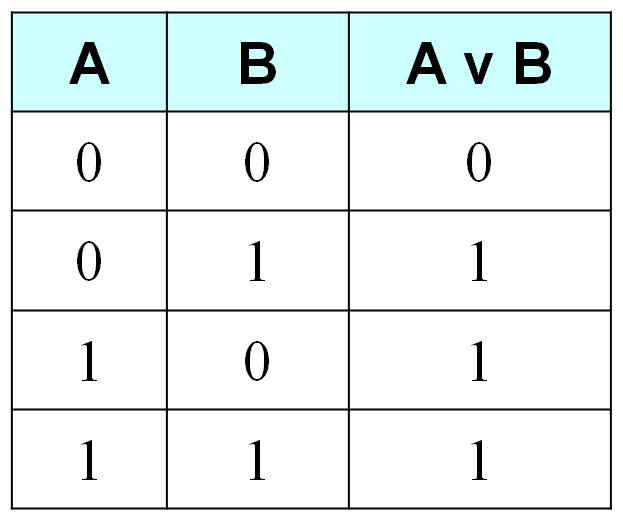 A B A v B
0 0 0
0 1 1
1 0 1
1 1 1